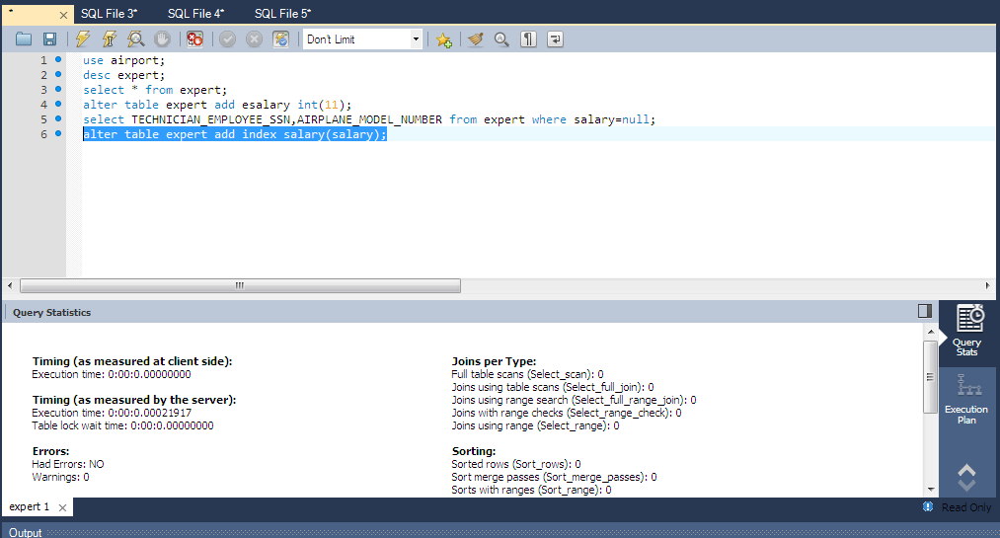 * SQL File 3* SQL File 4* SQL File 5*
Don't Limit
1 use airport;
2 desc expert;
3 select * from expert;
4 alter table expert add esalary int(11);
5 select TECHNICIAN_EMPLOYEE_SSN,AIRPLANE_MODEL_NUMBER from expert where salary=null;
6 alter table expert add index salary(salary);
Query Statistics
Query
Stats
Execution
Plan
Timing (as measured at client side):
Execution time: 0:00:0.00000000
Timing (as measured by the server):
Execution time: 0:00:0.00021917
Table lock wait time: 0:00:0.00000000
Errors:
Had Errors: NO
Warnings: 0
Joins per Type:
Full table scans (Select_scan): 0
Joins using table scans (Select_full_join): 0
Joins using range search (Select_full_range_join): 0
Joins with range checks (Select_range_check): 0
Joins using range (Select_range): 0
Sorting:
Sorted rows (Sort_rows): 0
Sort merge passes (Sort_merge_passes): 0
Sorts with ranges (Sort_range): 0
expert 1
Read Only
Output